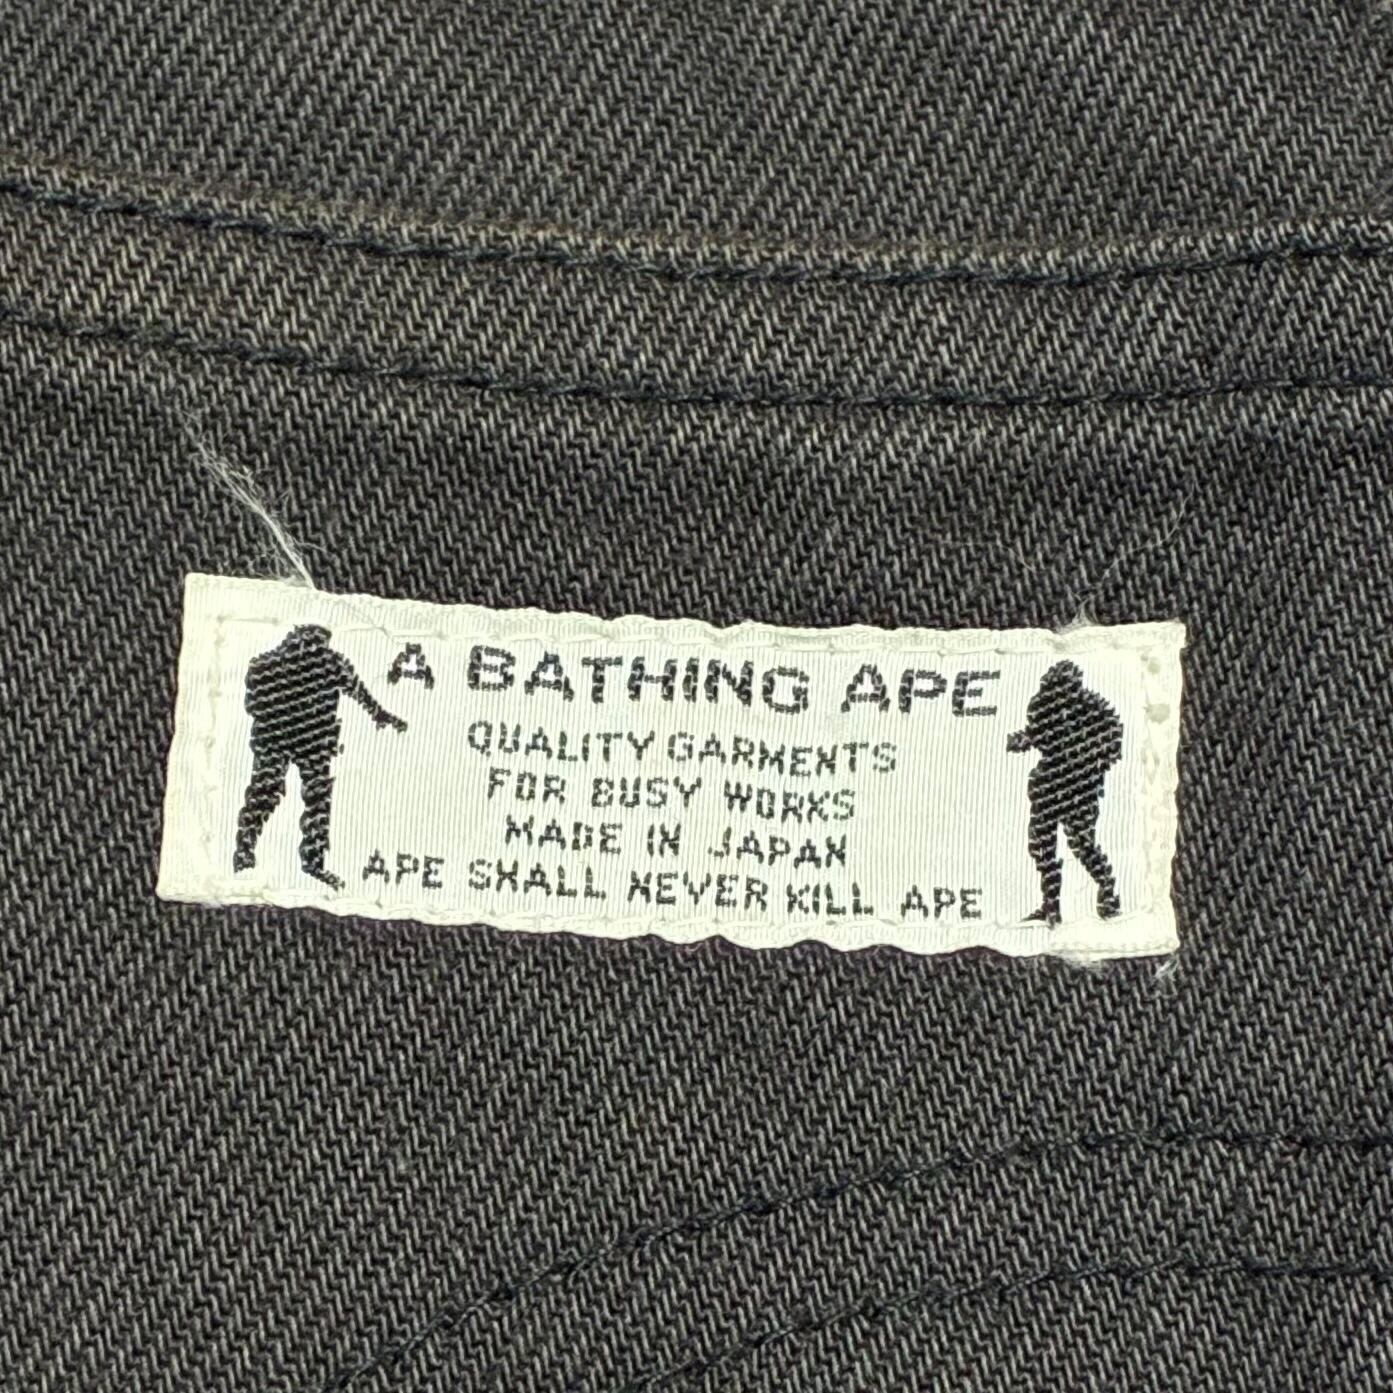 A BATHING APE
QUALITY GARMENTS
FOR BUSY WORKS
MADE IN JAPAN
APE SHALL NEVER KILL APE